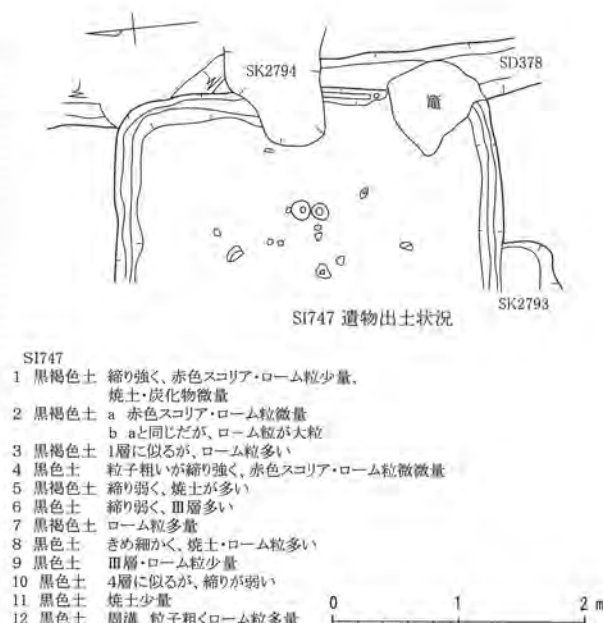 SK2794
SD378
竈
SK2793
SI747 遺物出土状況
SI747
1 黒褐色土 締り強く、赤色スコリア・ローム粒少量、
焼土・炭化物微量
2 黒褐色土 a 赤色スコリア・ローム粒微量
b aと同じだが、ローム粒が大粒
3 黒褐色土 1層に似るが、ローム粒多い
4 黒色土 粒子粗いが締り強く、赤色スコリア・ローム粒微微量
5 黒褐色土 締り弱く、焼土が多い
6 黒色土 締り弱く、Ⅲ層多い
7 黒褐色土 ローム粒多量
8 黒色土 きめ細かく、焼土・ローム粒多い
9 黒色土 Ⅲ層・ローム粒少量
10 黒色土 4層に似るが、締りが弱い
11 黒色土 焼土少量
12 黒色土 周溝 粒子粗くローム粒多量
0 1 2 m